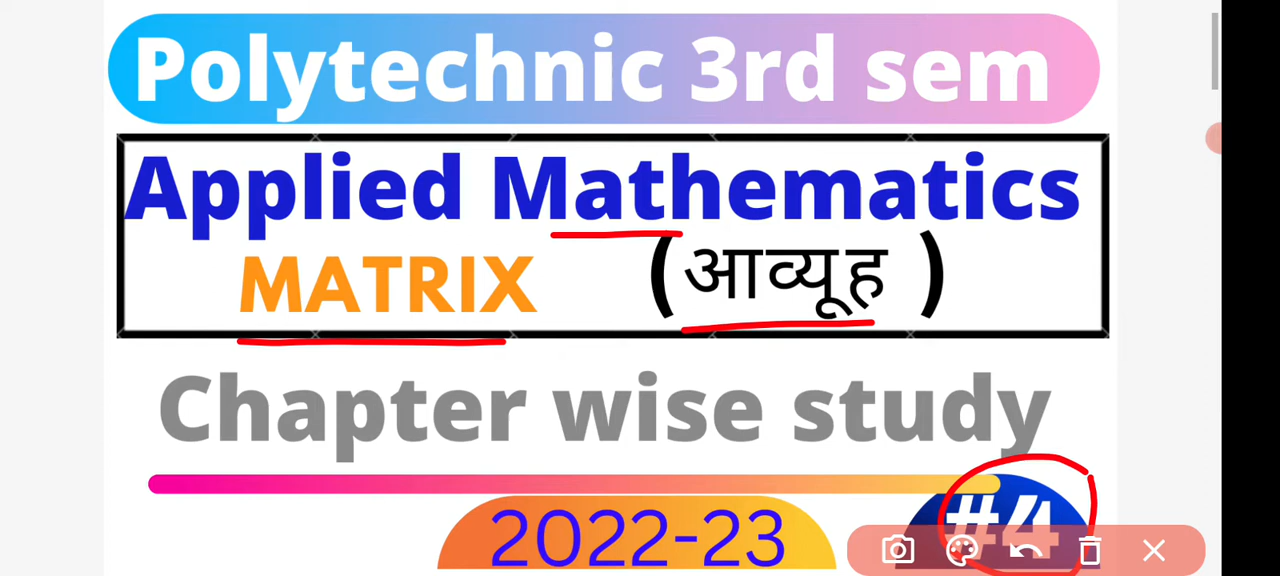 Polytechnic 3rd sem
Applied Mathematics
MATRIX (आव्यूह )
Chapter wise study
#4
2022-23